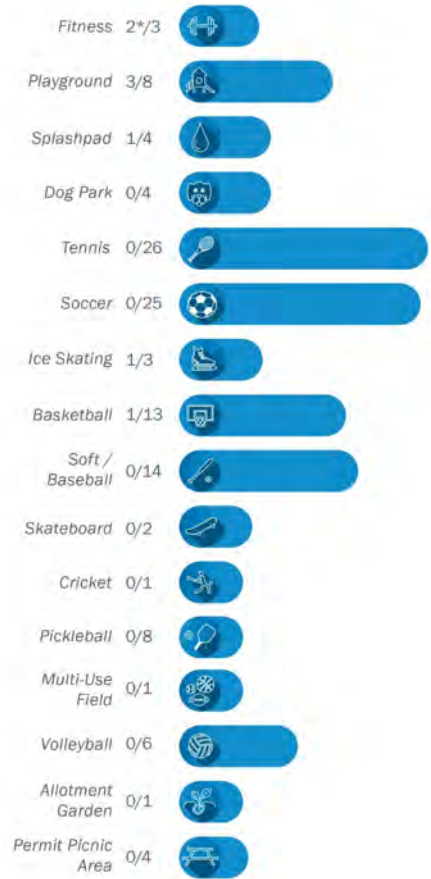 Fitness 2*/3
Playground 3/8
Splashpad 1/4
Dog Park 0/4
Tennis 0/26
Soccer 0/25
Ice Skating 1/3
Basketball 1/13
Soft /
Baseball 0/14
Skateboard 0/2
Cricket 0/1
Pickleball 0/8
Multi-Use
Field 0/1
Volleyball 0/6
Allotment
Garden 0/1
Permit Picnic
Area 0/4